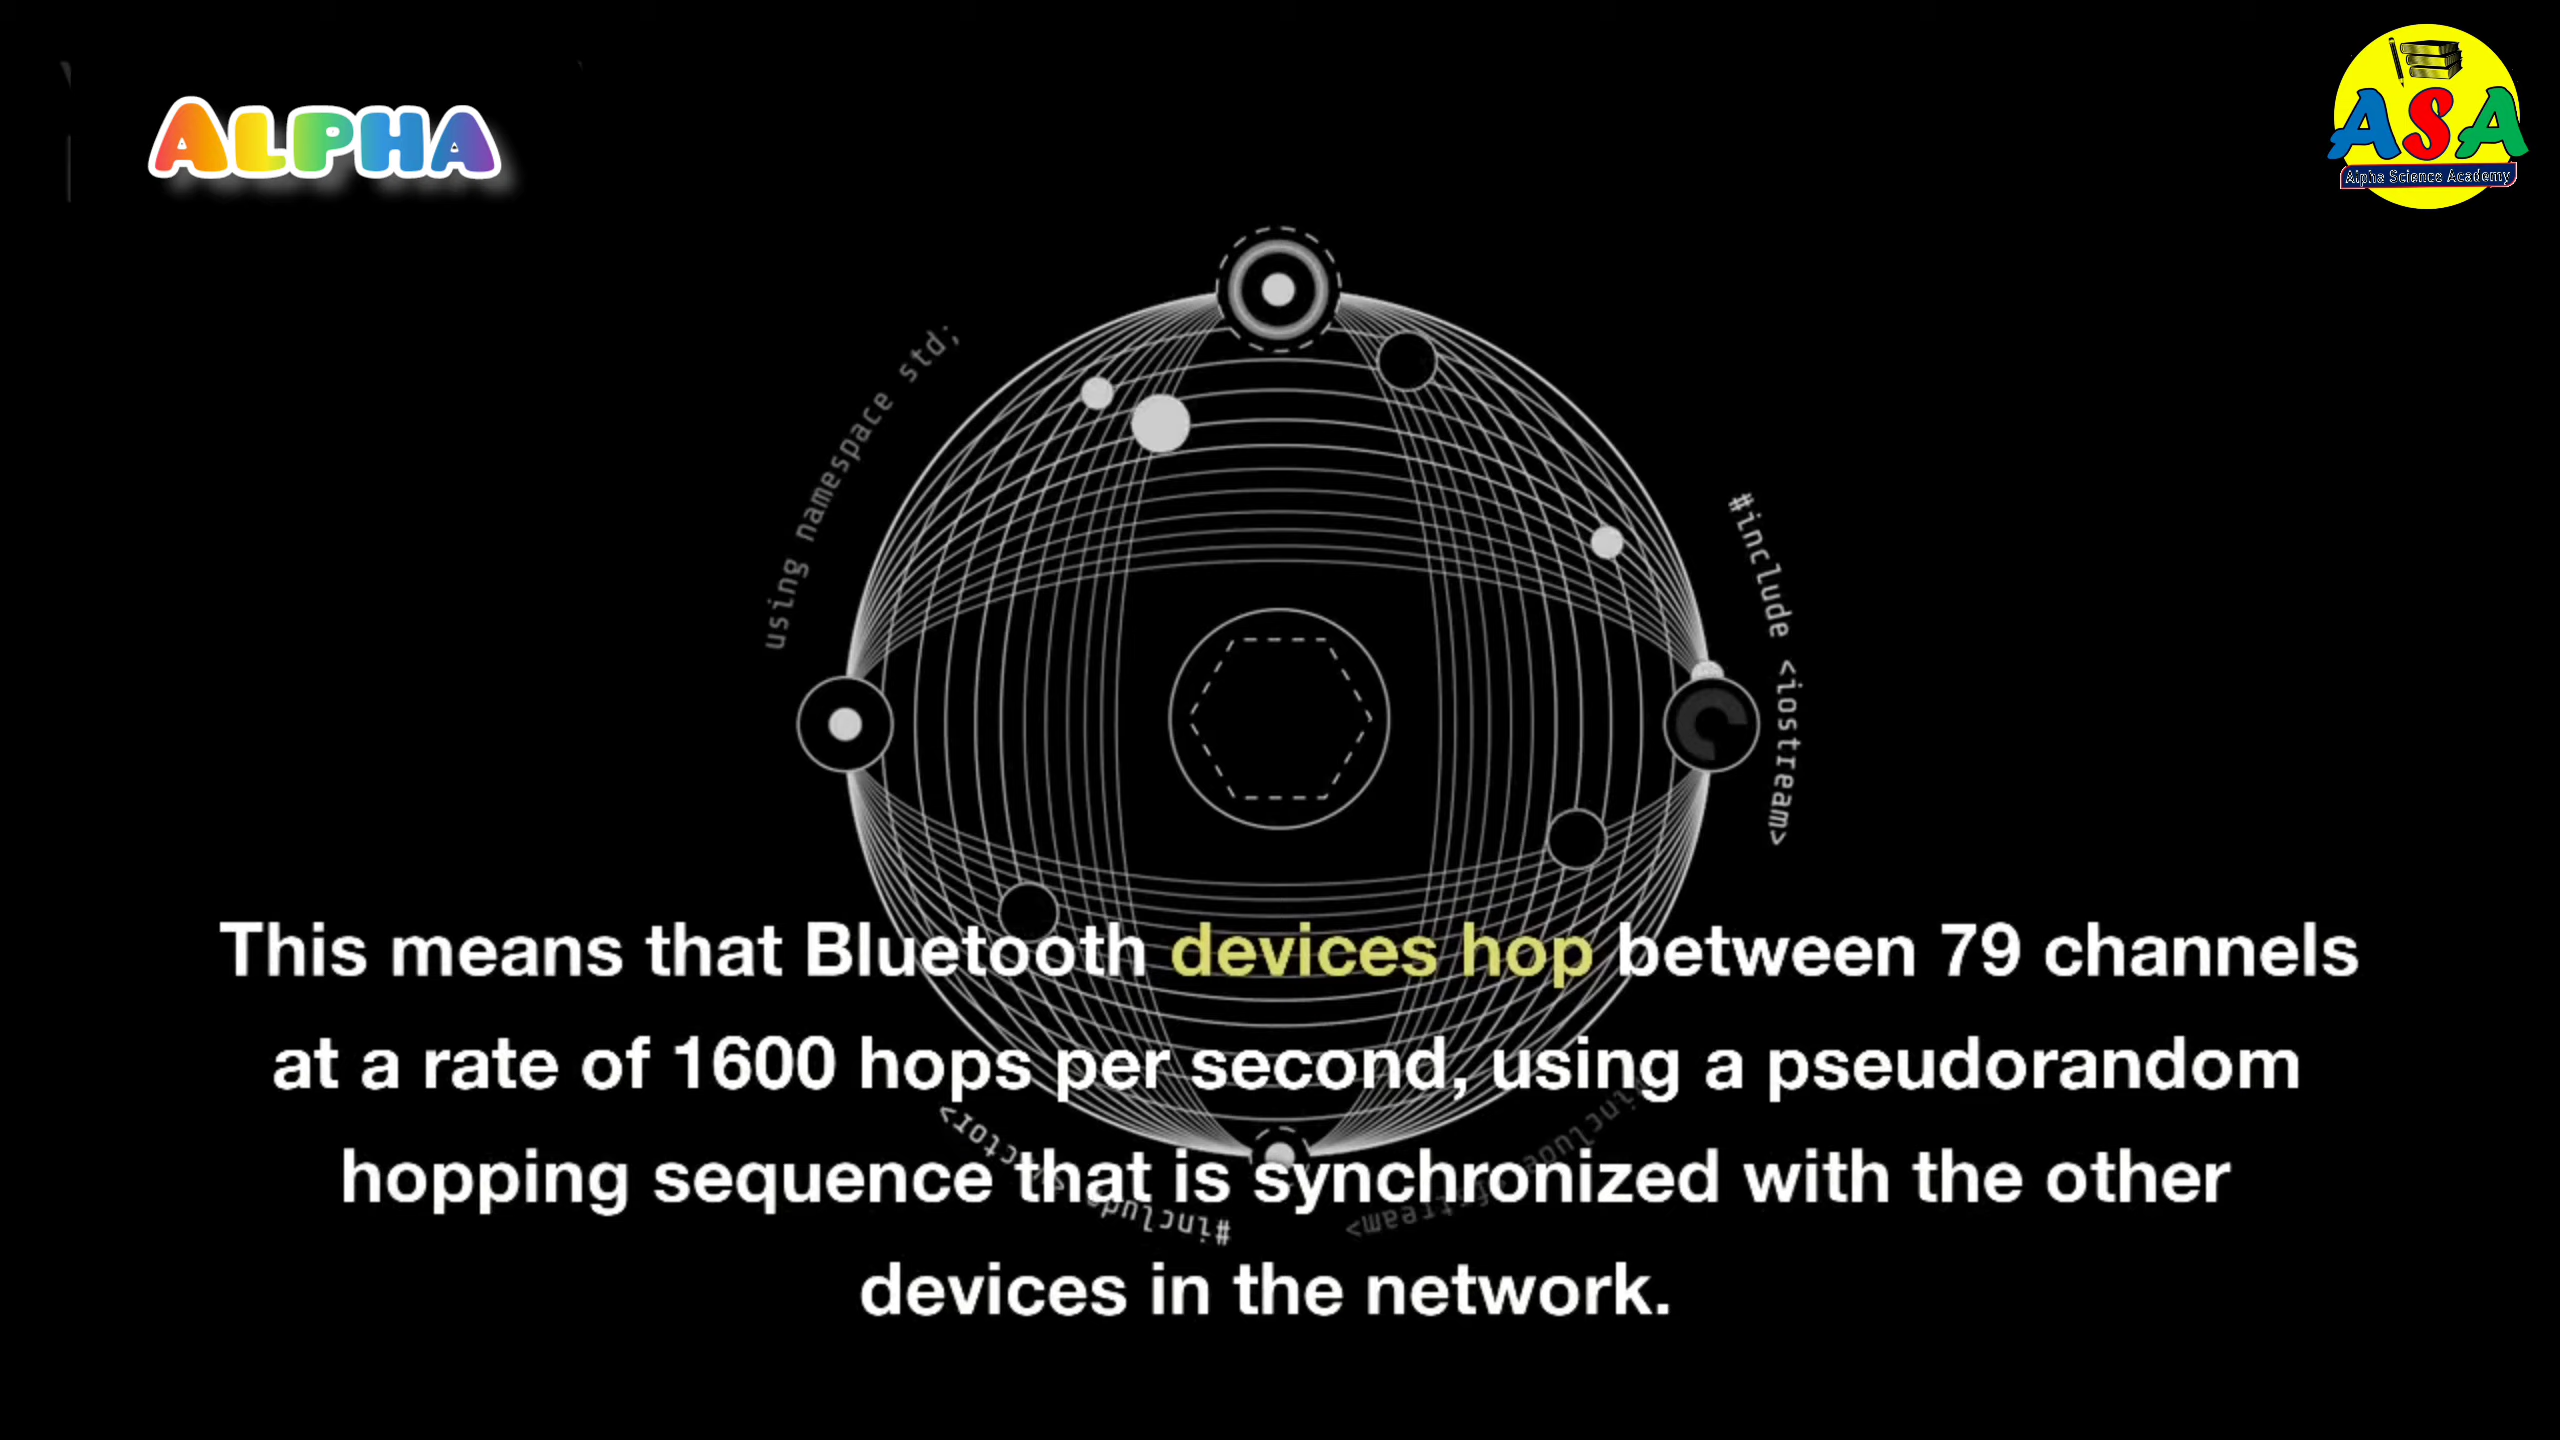 ALPHA
ASA
Alpha Science Academy
using namespace std;
#include <iostream>
This means that Bluetooth devices hop between 79 channels
at a rate of 1600 hops per second, using a pseudorandom
hopping sequence that is synchronized with the other
devices in the network.
#include